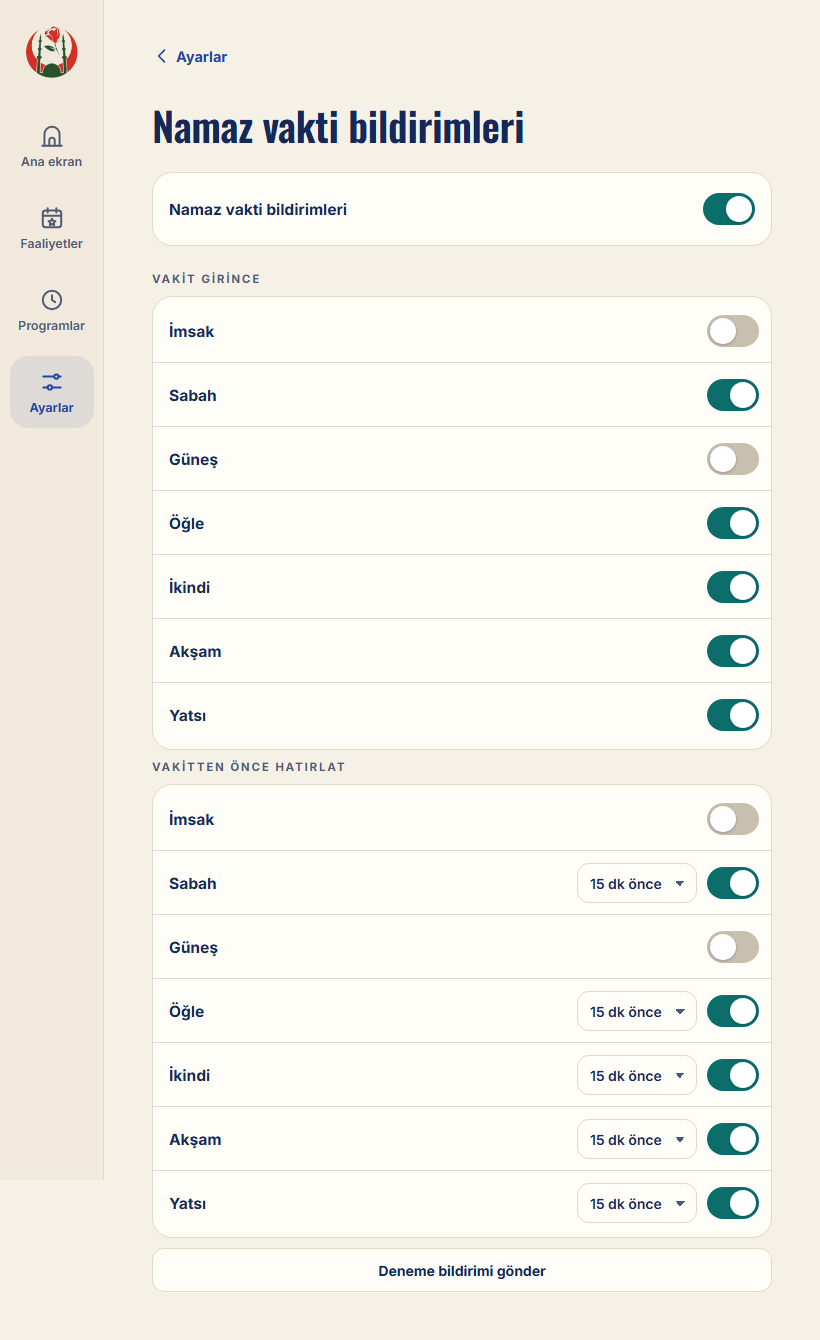 Ayarlar
Namaz vakti bildirimleri
Namaz vakti bildirimleri
Ana ekran
Faaliyetler
Programlar
Ayarlar
VAKİT GİRİNCE
İmsak
Sabah
Güneş
Öğle
İkindi
Akşam
Yatsı
VAKİTTEN ÖNCE HATIRLAT
İmsak
Sabah 15 dk önce
Güneş
Öğle 15 dk önce
İkindi 15 dk önce
Akşam 15 dk önce
Yatsı 15 dk önce
Deneme bildirimi gönder